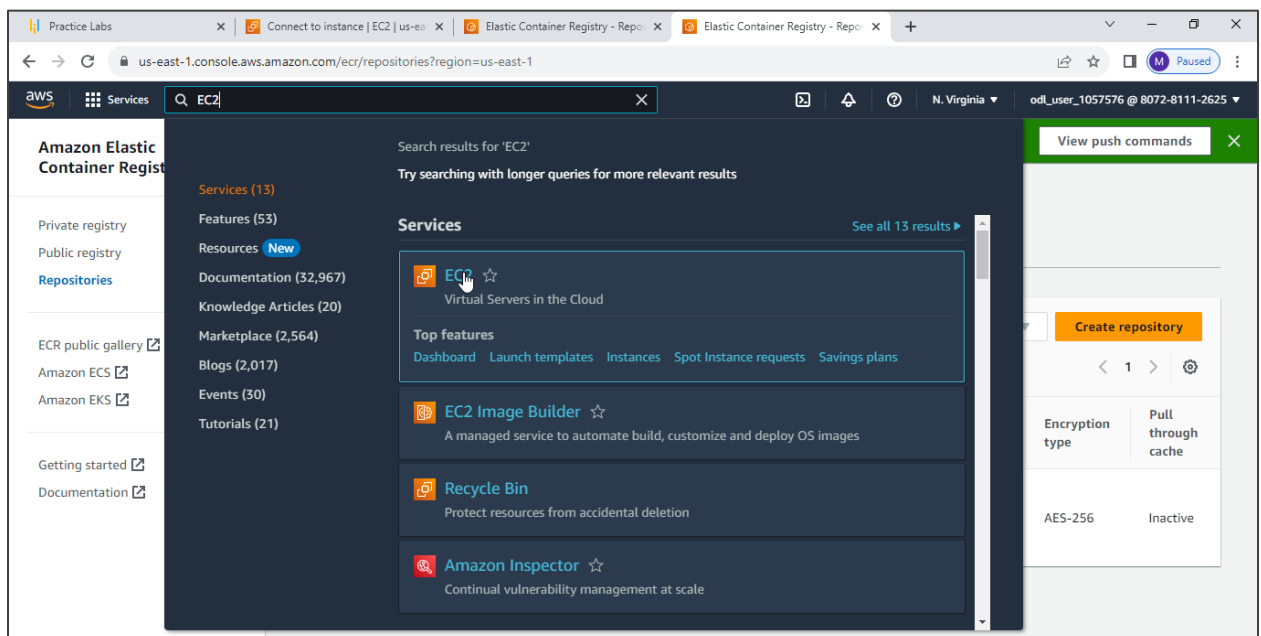 Practice Labs
Connect to instance | EC2 | us-ea
Elastic Container Registry - Repo
Elastic Container Registry - Repo
us-east-1.console.aws.amazon.com/ecr/repositories?region=us-east-1
M Paused
aws
Services
EC2
N. Virginia
odl_user_1057576 @ 8072-8111-2625
Amazon Elastic
Container Regist
Private registry
Public registry
Repositories
ECR public gallery
Amazon ECS
Amazon EKS
Getting started
Documentation
Services (13)
Features (53)
Resources New
Documentation (32,967)
Knowledge Articles (20)
Marketplace (2,564)
Blogs (2,017)
Events (30)
Tutorials (21)
Search results for 'EC2'
Try searching with longer queries for more relevant results
Services
See all 13 results
EC2
Virtual Servers in the Cloud
Top features
Dashboard Launch templates Instances Spot Instance requests Savings plans
EC2 Image Builder
A managed service to automate build, customize and deploy OS images
Recycle Bin
Protect resources from accidental deletion
Amazon Inspector
Continual vulnerability management at scale
View push commands
Create repository
1
Encryption
type
Pull
through
cache
AES-256
Inactive